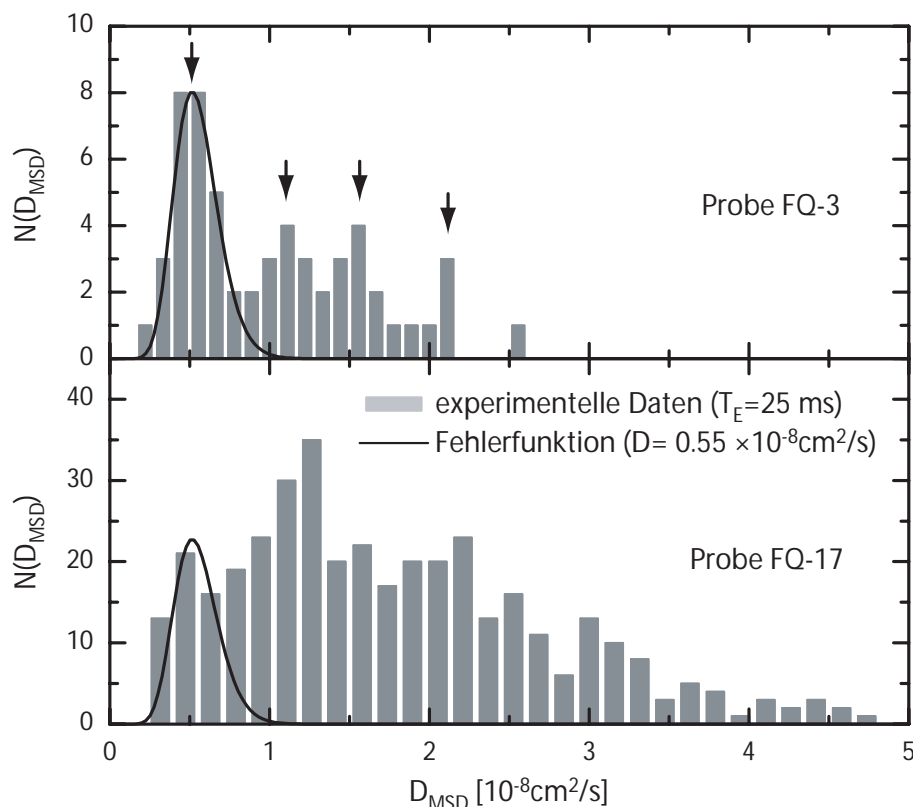 10
8
6
4
2
0
N(D_MSD)
Probe FQ-3
40
30
20
10
0
N(D_MSD)
experimentelle Daten (T_E=25 ms)
Fehlerfunktion (D= 0.55 ×10⁻⁸cm²/s)
Probe FQ-17
0 1 2 3 4 5
D_MSD [10⁻⁸cm²/s]